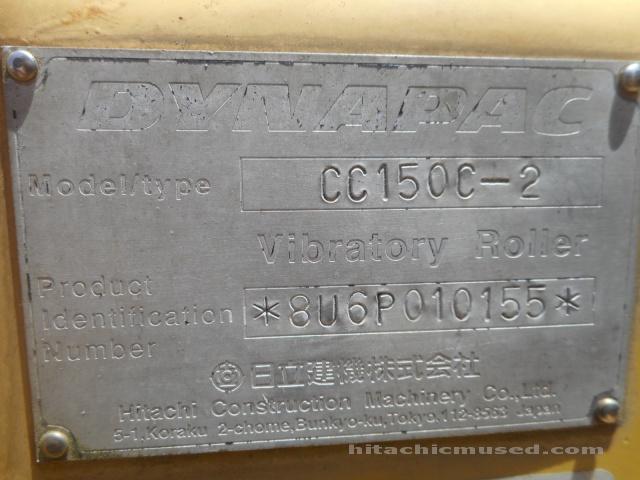 DYNAPAC
Model/type CC150C-2
Vibratory Roller
Product Identification Number *8U6P010155*
日立建機株式会社
Hitachi Construction Machinery Co.,Ltd.
5-1.Koraku 2-chome,Bunkyo-ku,Tokyo.112-8563 Japan
hitachicmused.com